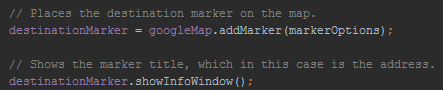 // Places the destination marker on the map.
destinationMarker = googleMap.addMarker(markerOptions);
// Shows the marker title, which in this case is the address.
destinationMarker.showInfoWindow();